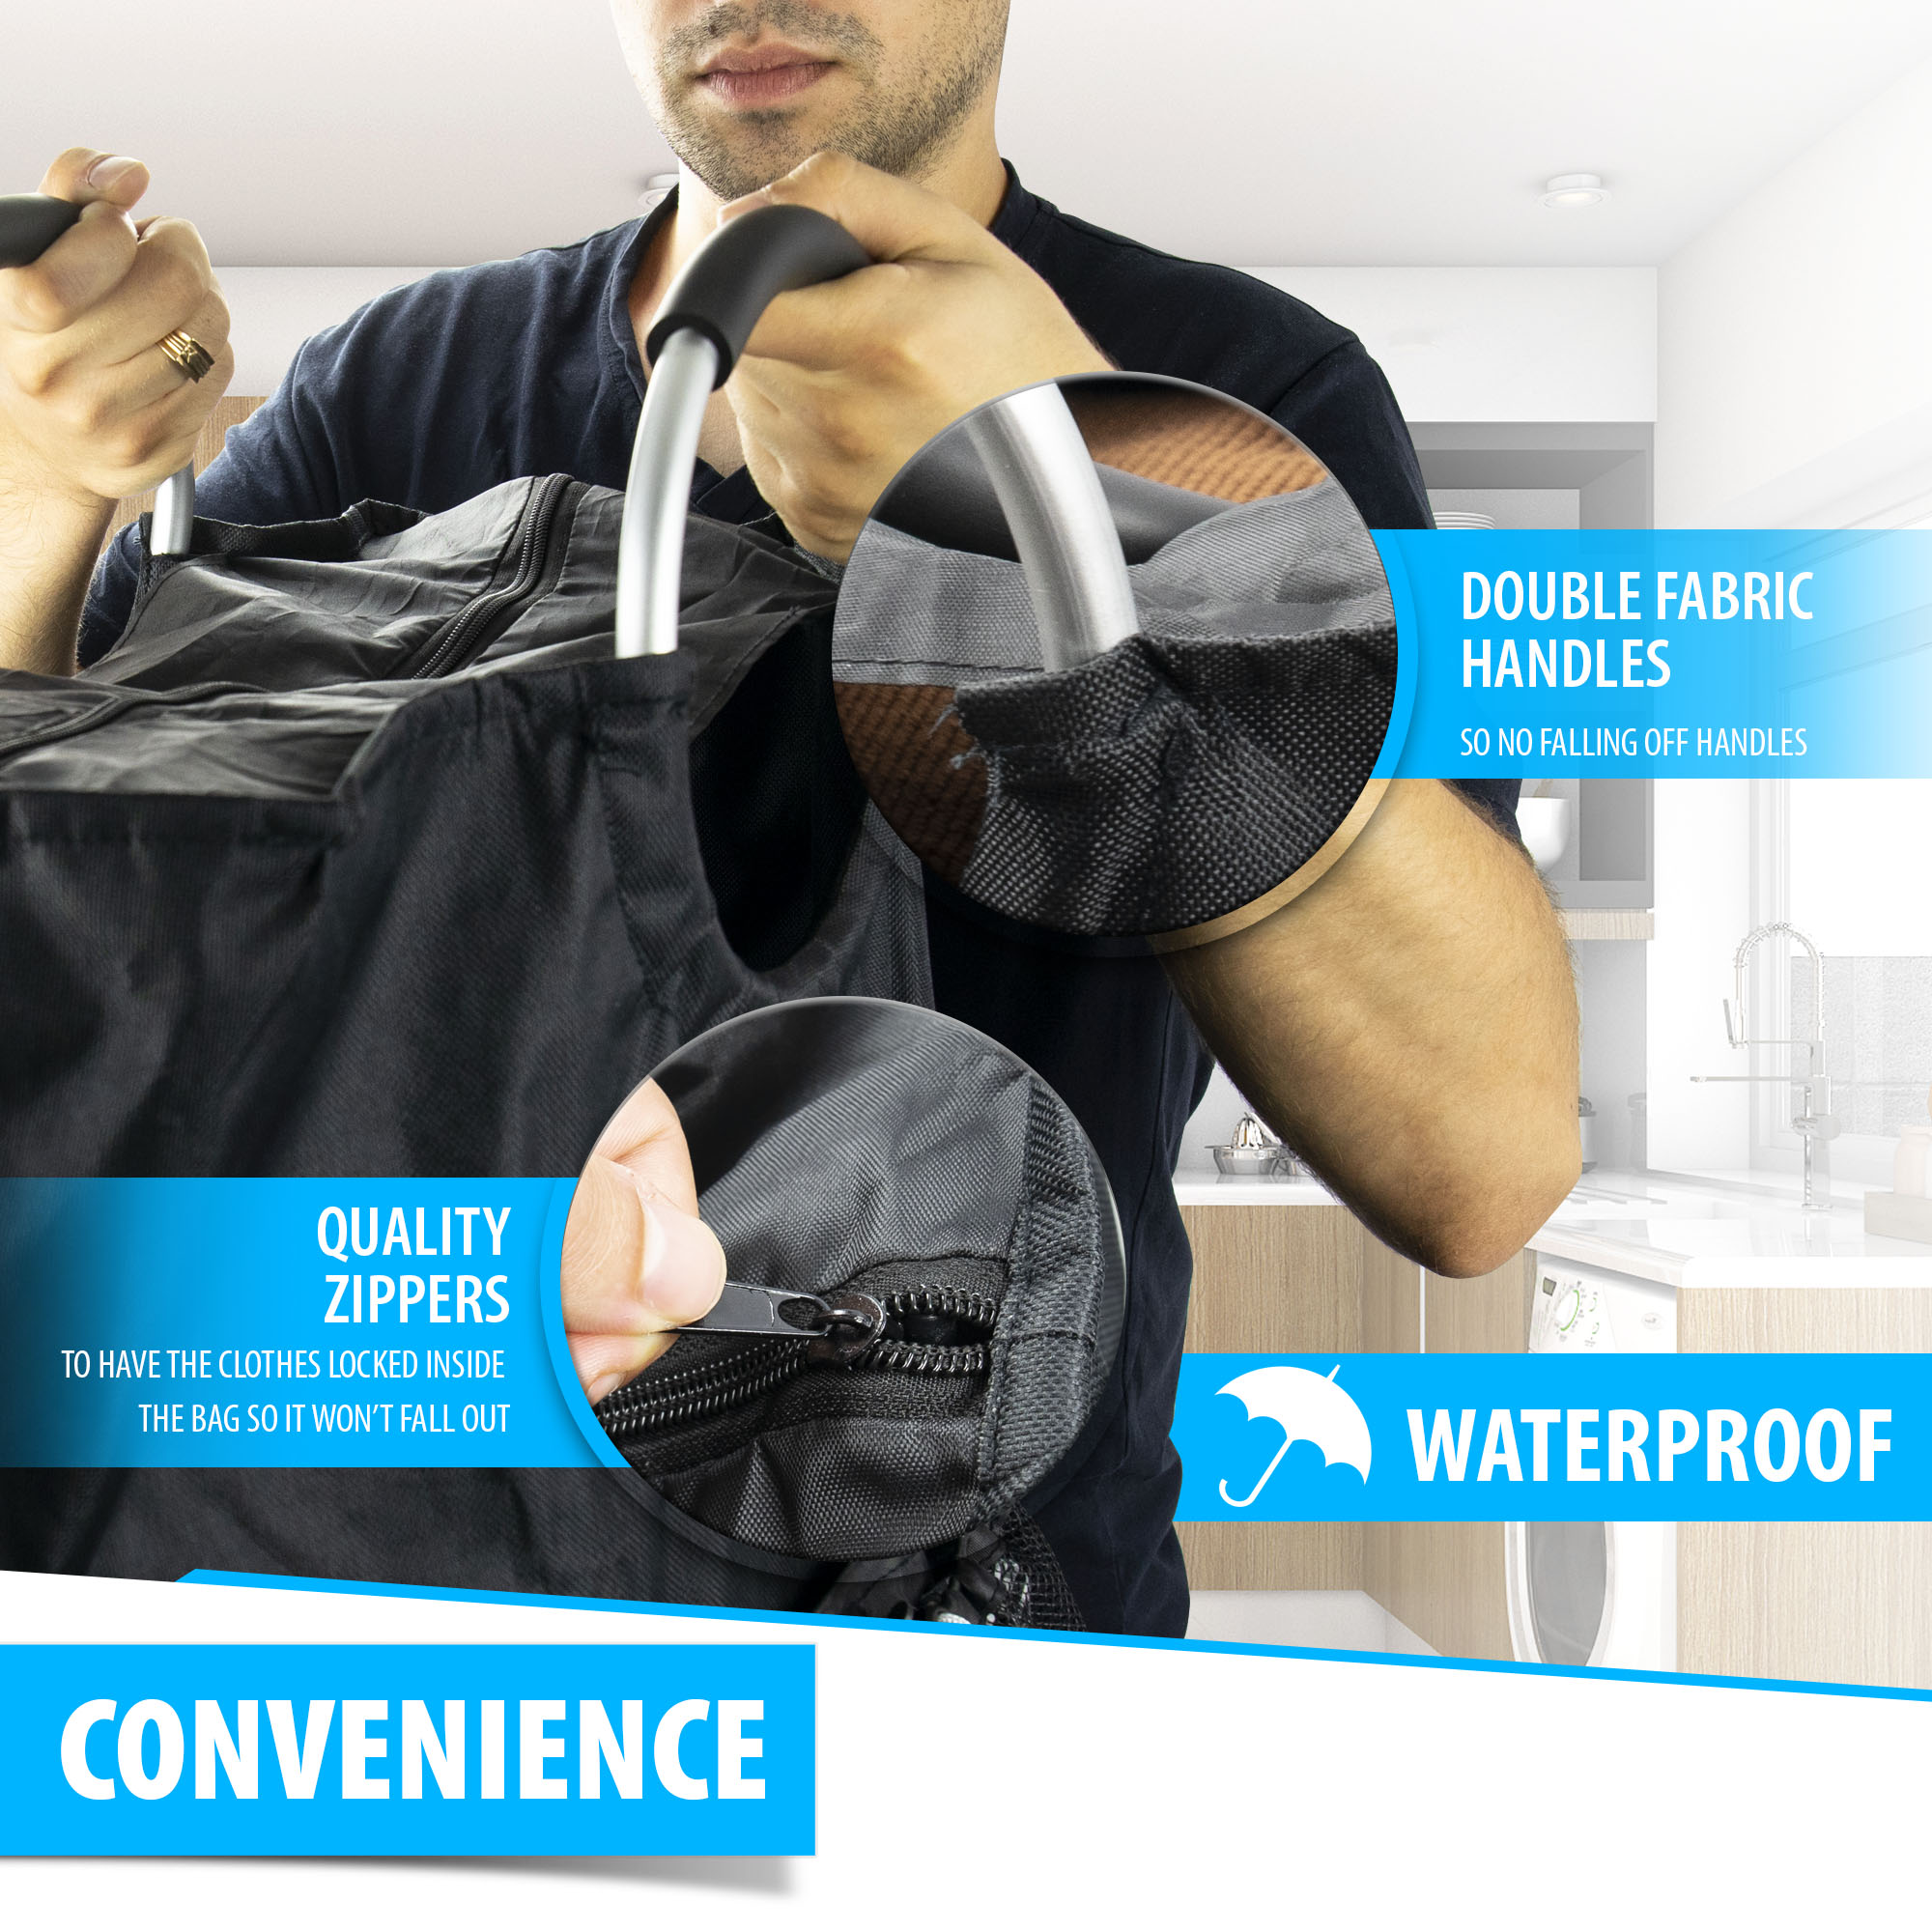 DOUBLE FABRIC
HANDLES
SO NO FALLING OFF HANDLES
QUALITY
ZIPPERS
TO HAVE THE CLOTHES LOCKED INSIDE
THE BAG SO IT WON'T FALL OUT
WATERPROOF
CONVENIENCE